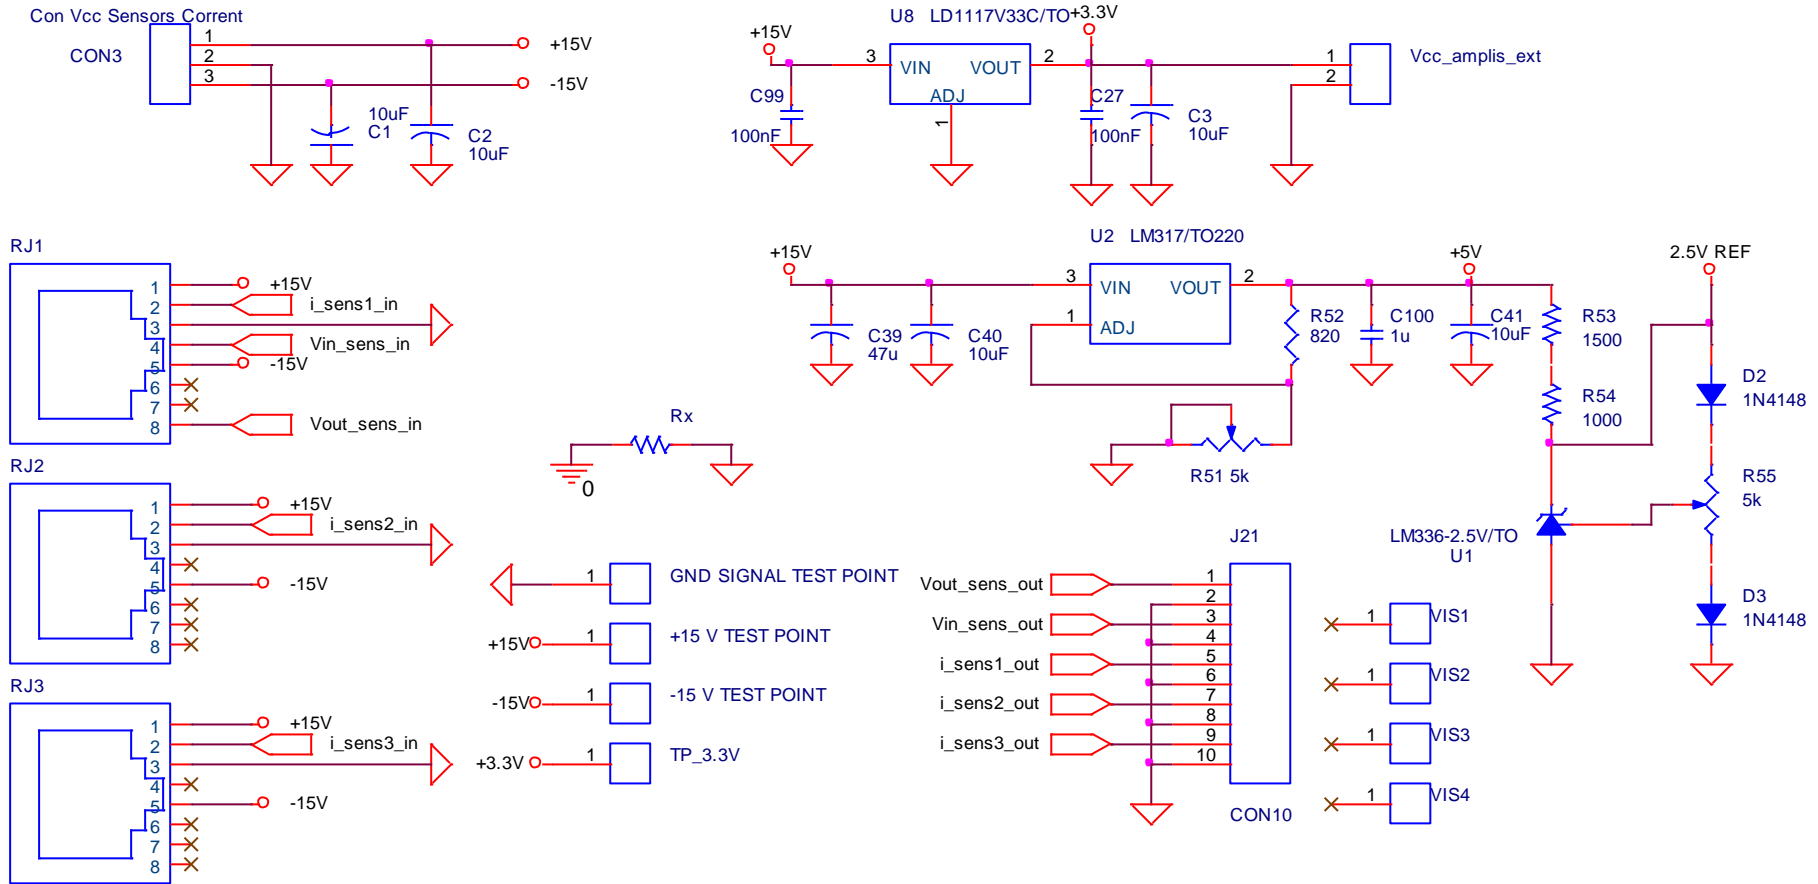 Con Vcc Sensors Corrent
CON3
1
2
3
+15V
-15V
10uF
C1
C2
10uF
U8 LD1117V33C/TO
+3.3V
+15V
3
VIN
VOUT
2
ADJ
1
C99
100nF
C27
100nF
C3
10uF
1
2
Vcc_amplis_ext
RJ1
1
2
3
4
5
6
7
8
+15V
i_sens1_in
Vin_sens_in
-15V
Vout_sens_in
U2 LM317/TO220
+15V
3
VIN
VOUT
2
1
ADJ
C39
47u
C40
10uF
R52
820
C100
1u
+5V
C41
10uF
R53
1500
R54
1000
2.5V REF
D2
1N4148
R55
5k
D3
1N4148
LM336-2.5V/TO
U1
R51 5k
Rx
0
RJ2
1
2
3
4
5
6
7
8
+15V
i_sens2_in
-15V
RJ3
1
2
3
4
5
6
7
8
+15V
i_sens3_in
-15V
1
GND SIGNAL TEST POINT
+15V
1
+15 V TEST POINT
-15V
1
-15 V TEST POINT
+3.3V
1
TP_3.3V
J21
Vout_sens_out
Vin_sens_out
i_sens1_out
i_sens2_out
i_sens3_out
1
2
3
4
5
6
7
8
9
10
CON10
1
VIS1
1
VIS2
1
VIS3
1
VIS4